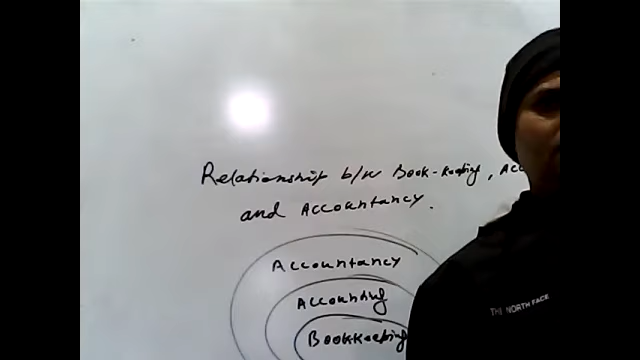 Relationship b/w Book-Keeping, Acc
and Accountancy.
Accountancy
Accounting
Bookkeeping
THE NORTH FACE